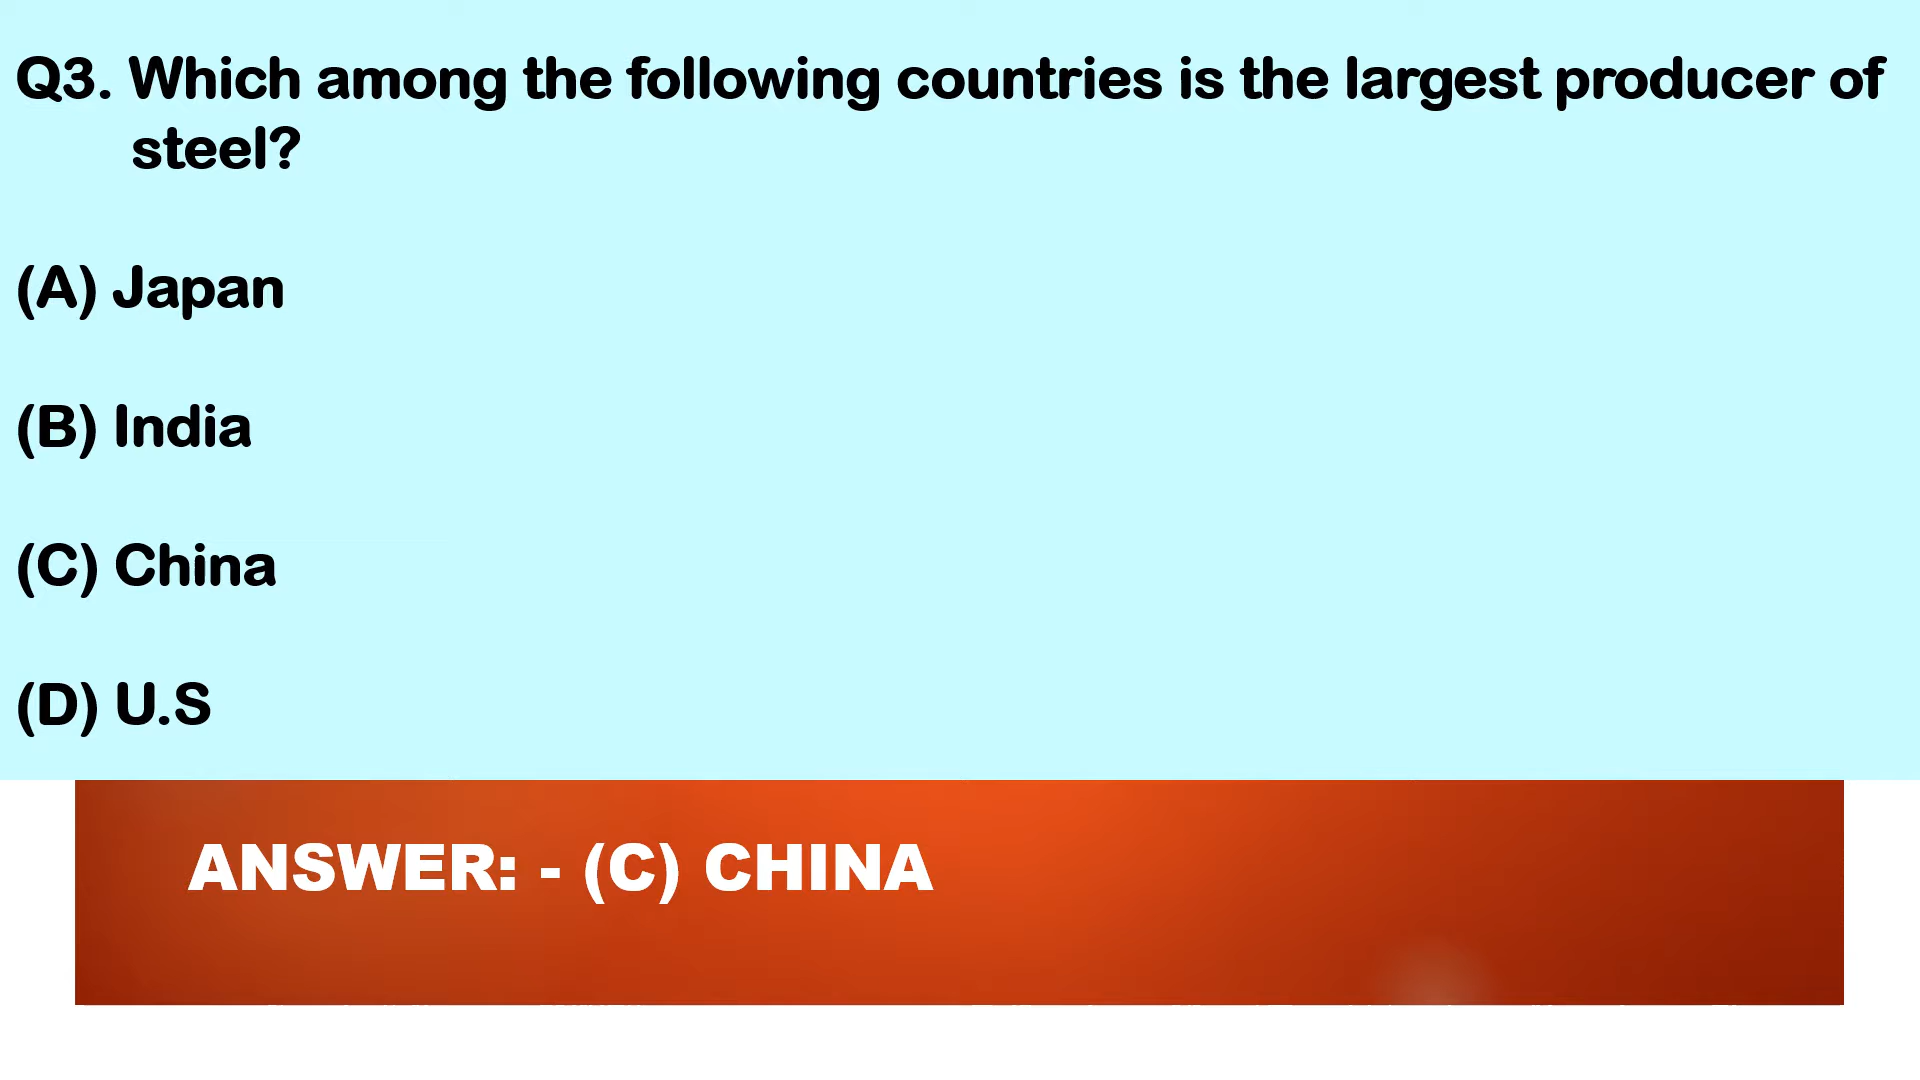 Q3. Which among the following countries is the largest producer of
steel?
(A) Japan
(B) India
(C) China
(D) U.S
ANSWER: - (C) CHINA